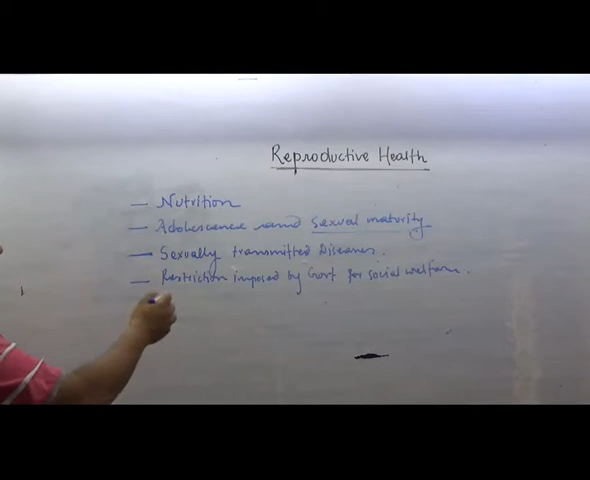 Reproductive Health
— Nutrition
— Adolescence and Sexual maturity
— Sexually transmitted Diseases.
— Restriction imposed by Govt for social welfare.